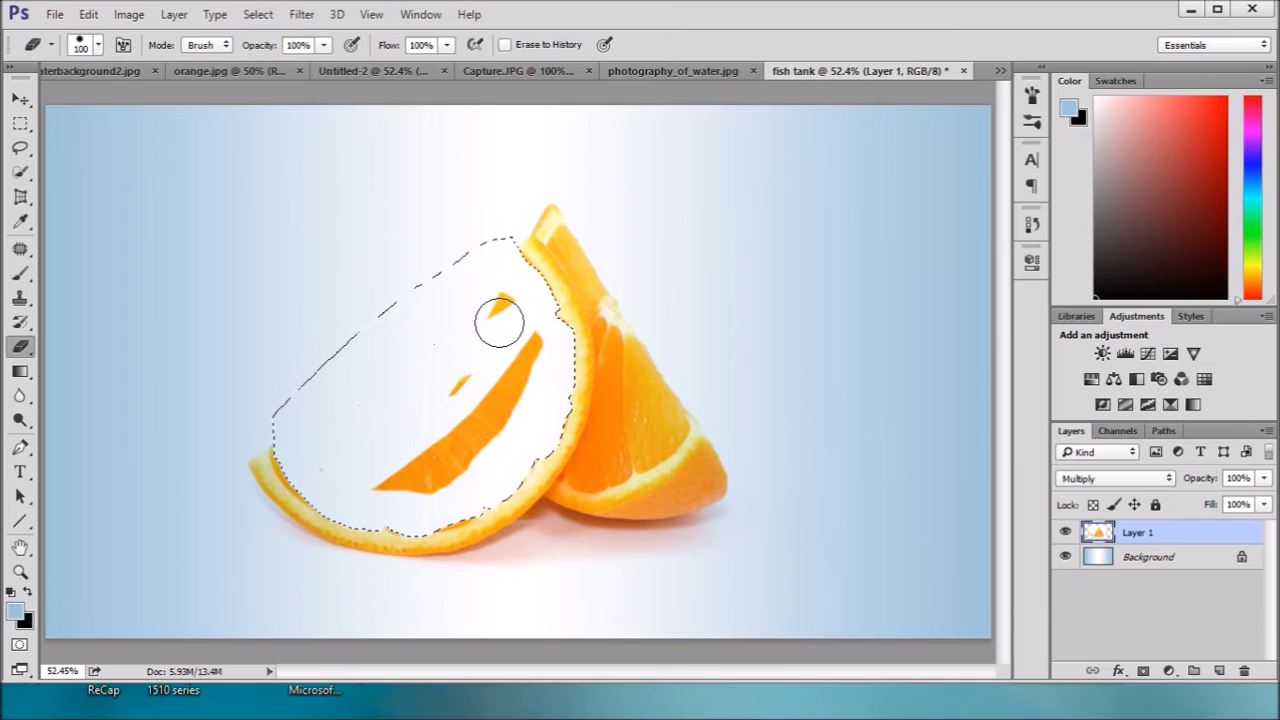 Ps File Edit Image Layer Type Select Filter 3D View Window Help
100 Mode: Brush Opacity: 100% Flow: 100% Erase to History Essentials
terbackground2.jpg × orange.jpg @ 50% (R... × Untitled-2 @ 52.4% (... × Capture.JPG @ 100%... × photography_of_water.jpg × fish tank @ 52.4% (Layer 1, RGB/8) * ×
Color Swatches
Libraries Adjustments Styles
Add an adjustment
Layers Channels Paths
Kind
Multiply Opacity: 100%
Lock: Fill: 100%
Layer 1
Background
52.45% Doc: 5.93M/13.4M
ReCap 1510 series Microsof...